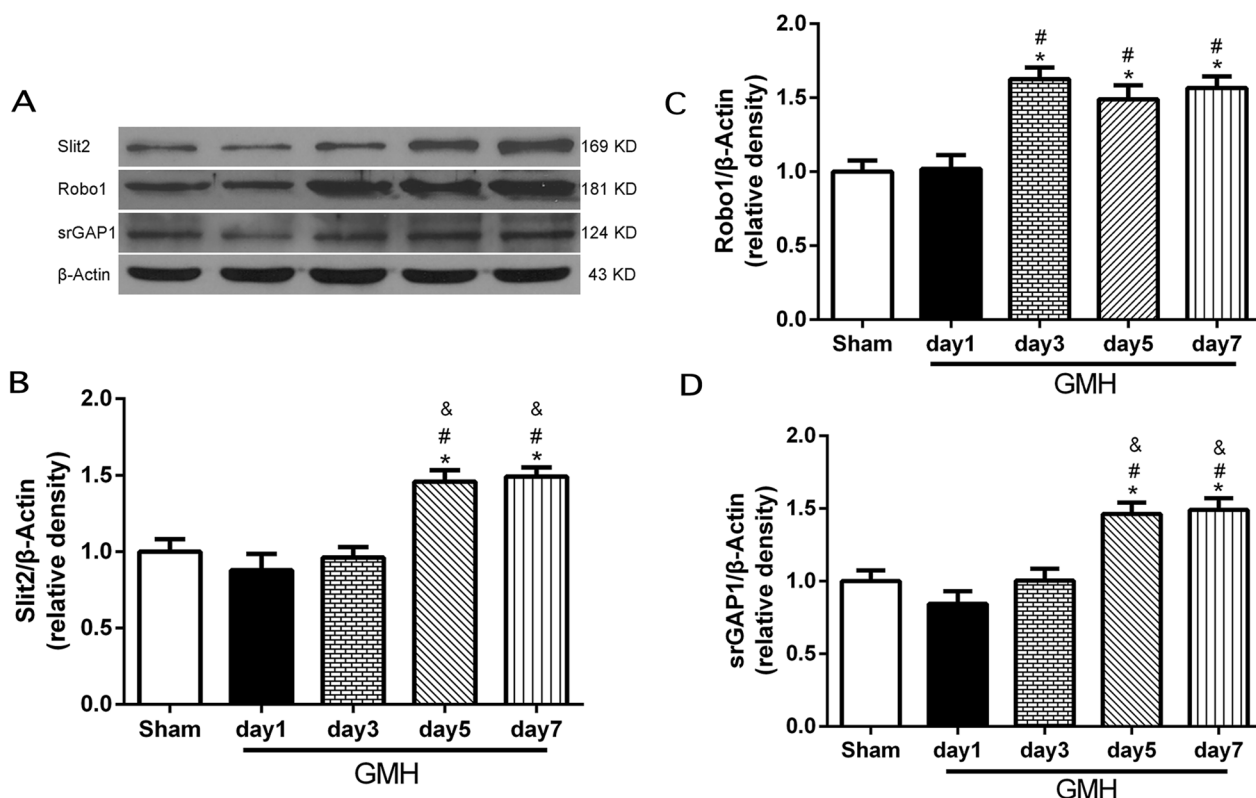 A
Slit2 169 KD
Robo1 181 KD
srGAP1 124 KD
β-Actin 43 KD
B
Slit2/β-Actin
(relative density)
2.0
1.5
1.0
0.5
0.0
&
#
*
&
#
*
Sham day1 day3 day5 day7
GMH
C
Robo1/β-Actin
(relative density)
2.0
1.5
1.0
0.5
0.0
#
*
#
*
#
*
Sham day1 day3 day5 day7
GMH
D
srGAP1/β-Actin
(relative density)
2.0
1.5
1.0
0.5
0.0
&
#
*
&
#
*
Sham day1 day3 day5 day7
GMH